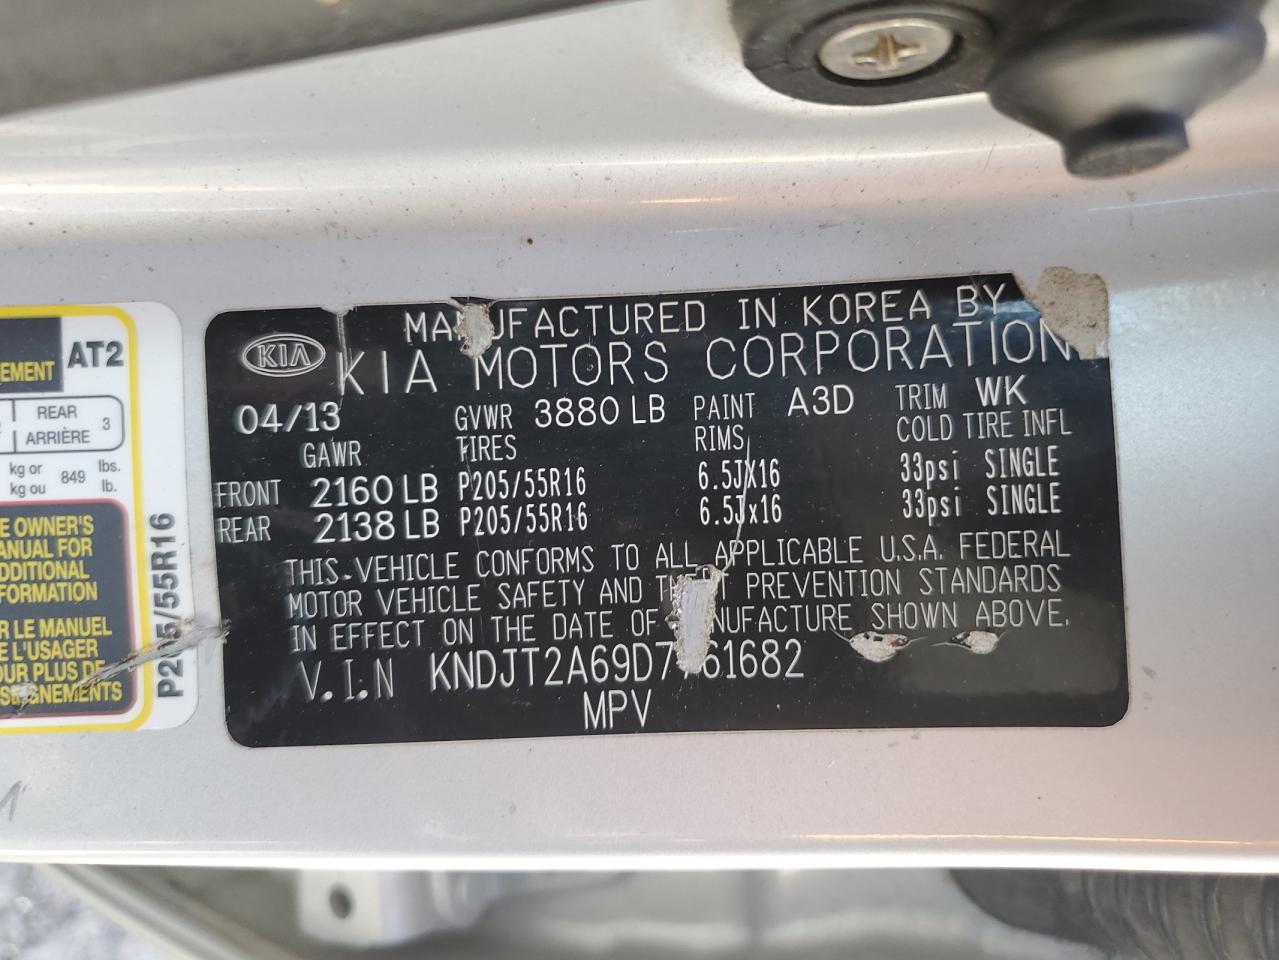 EMENT AT2
REAR
ARRIÈRE 3
kg or 849 lbs.
kg ou lb.
E OWNER'S
ANUAL FOR
DDITIONAL
FORMATION
R LE MANUEL
E L'USAGER
OUR PLUS DE
P205/55R16
MANUFACTURED IN KOREA BY
KIA
KIA MOTORS CORPORATION
04/13 GVWR 3880 LB PAINT A3D TRIM WK
GAWR TIRES RIMS COLD TIRE INFL
FRONT 2160 LB P205/55R16 6.5JX16 33psi SINGLE
REAR 2138 LB P205/55R16 6.5Jx16 33psi SINGLE
THIS VEHICLE CONFORMS TO ALL APPLICABLE U.S.A. FEDERAL
MOTOR VEHICLE SAFETY AND THEFT PREVENTION STANDARDS
IN EFFECT ON THE DATE OF MANUFACTURE SHOWN ABOVE.
V.I.N
MPV